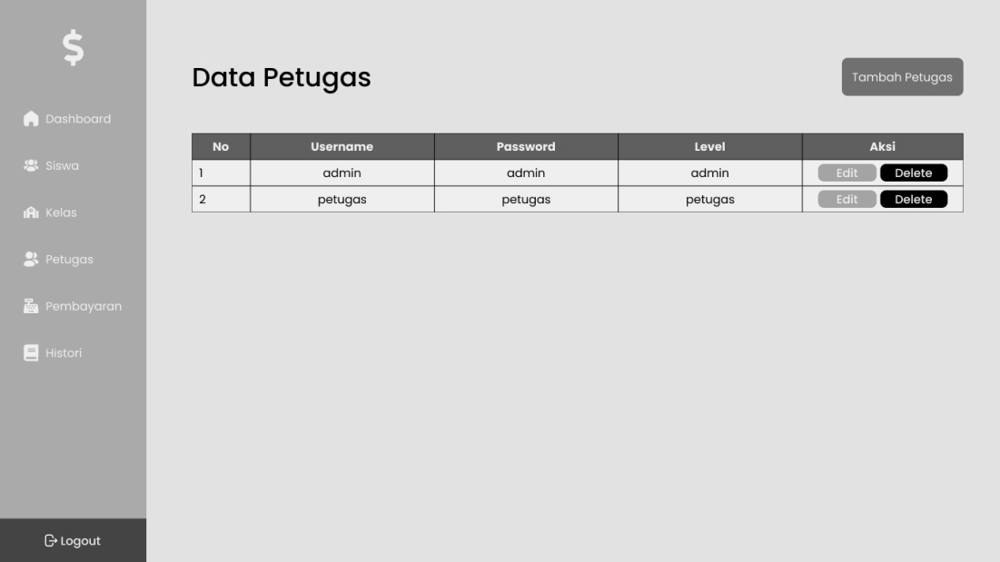 $
Dashboard
Siswa
Kelas
Petugas
Pembayaran
Histori
Logout
Data Petugas
Tambah Petugas
No Username Password Level Aksi
1 admin admin admin Edit Delete
2 petugas petugas petugas Edit Delete